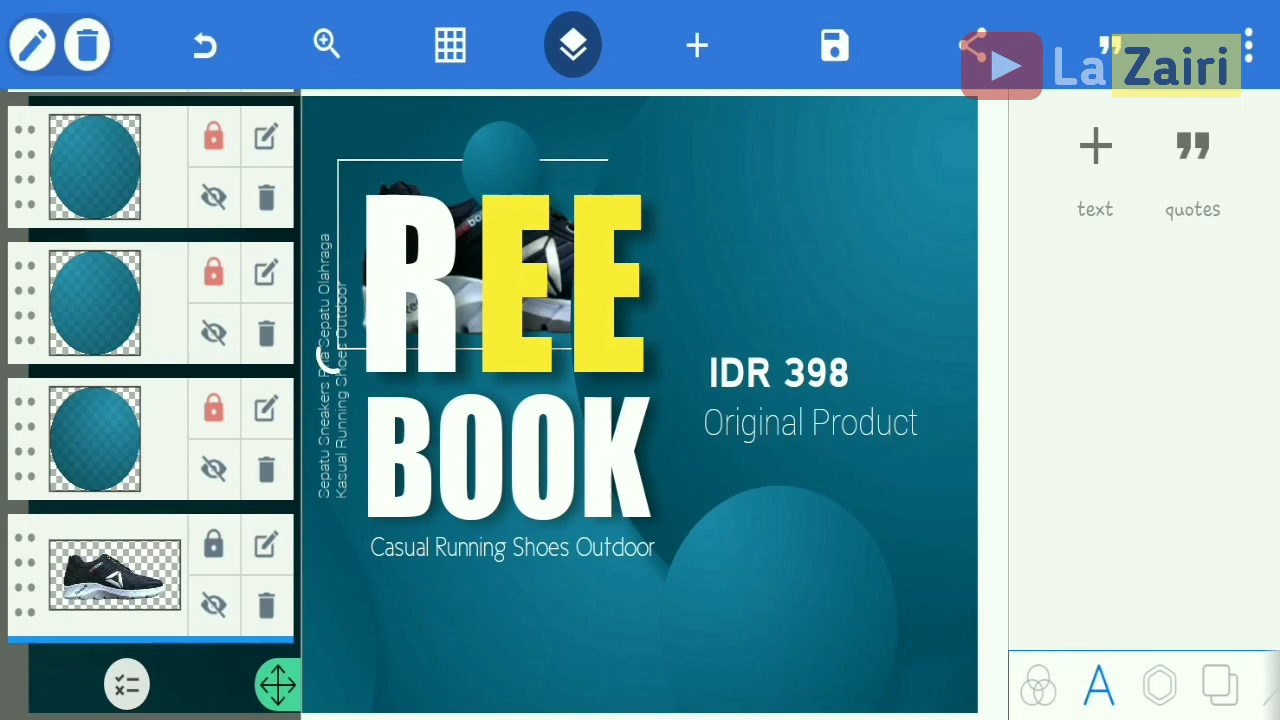 La Zairi
text
quotes
REE
BOOK
Casual Running Shoes Outdoor
Sepatu Sneakers Pria Sepatu Olahraga
Kasual Running Shoes Outdoor
IDR 398
Original Product